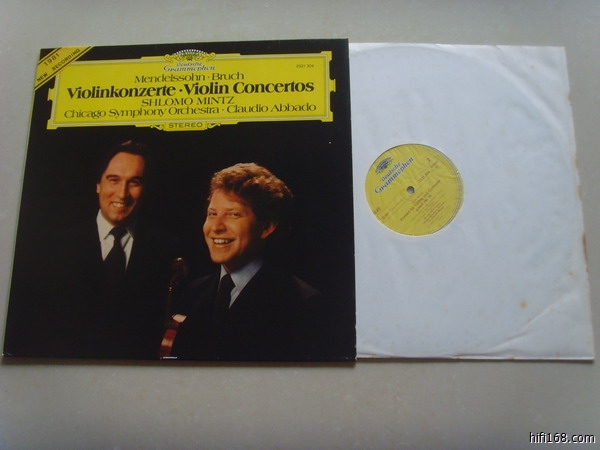 1981
NEW RECORDING
Deutsche
Grammophon
Mendelssohn · Bruch
Violinkonzerte · Violin Concertos
SHLOMO MINTZ
Chicago Symphony Orchestra · Claudio Abbado
STEREO
Deutsche
Grammophon
hifi168.com